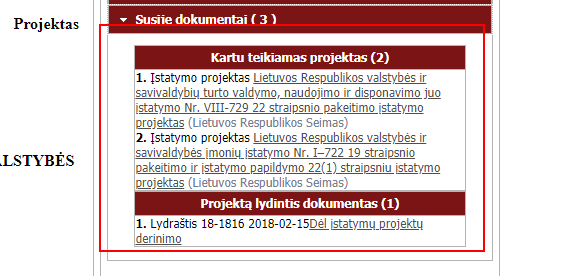 Susije dokumentai ( 3 )
Projektas
Kartu teikiamas projektas (2)
1. Įstatymo projektas Lietuvos Respublikos valstybės ir
savivaldybių turto valdymo, naudojimo ir disponavimo juo
įstatymo Nr. VIII-729 22 straipsnio pakeitimo įstatymo
projektas (Lietuvos Respublikos Seimas)
2. Įstatymo projektas Lietuvos Respublikos valstybės ir
savivaldybės įmonių įstatymo Nr. I–722 19 straipsnio
pakeitimo ir įstatymo papildymo 22(1) straipsniu įstatymo
projektas (Lietuvos Respublikos Seimas)
ALSTYBĖS
Projektą lydintis dokumentas (1)
1. Lydraštis 18-1816 2018-02-15Dėl įstatymų projektų
derinimo